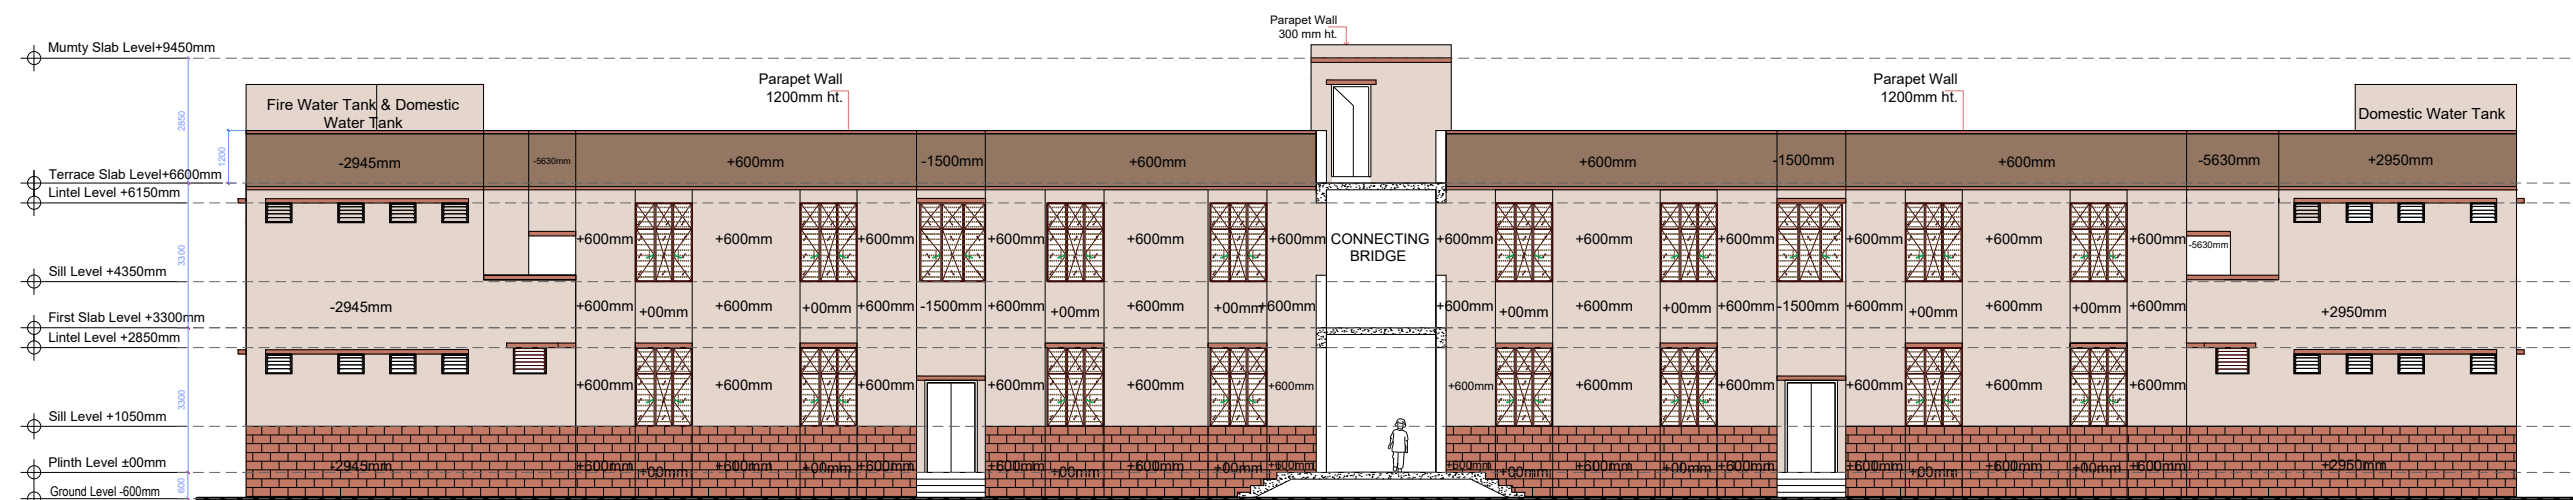 Parapet Wall
300 mm ht.
Mumty Slab Level+9450mm
Parapet Wall
1200mm ht.
Parapet Wall
1200mm ht.
Fire Water Tank & Domestic
Water Tank
Domestic Water Tank
2850
1200
-2945mm
-5630mm
+600mm
-1500mm
+600mm
+600mm
-1500mm
+600mm
-5630mm
+2950mm
Terrace Slab Level+6600mm
Lintel Level +6150mm
+600mm
+600mm
+600mm
+600mm
+600mm
+600mm
CONNECTING
BRIDGE
+600mm
+600mm
+600mm
+600mm
+600mm
+600mm
-5630mm
3300
Sill Level +4350mm
-2945mm
+600mm
+00mm
+600mm
+00mm
+600mm
-1500mm
+600mm
+00mm
+600mm
+00mm
+600mm
+600mm
+00mm
+600mm
+00mm
+600mm
-1500mm
+600mm
+00mm
+600mm
+00mm
+600mm
+2950mm
First Slab Level +3300mm
Lintel Level +2850mm
3300
+600mm
+600mm
+600mm
+600mm
+600mm
+600mm
+600mm
+600mm
+600mm
+600mm
+600mm
+600mm
Sill Level +1050mm
Plinth Level ±00mm
-2945mm
+600mm
+00mm
+600mm
+00mm
+600mm
+600mm
+00mm
+600mm
+00mm
+600mm
+600mm
+00mm
+600mm
+00mm
+600mm
+600mm
+00mm
+600mm
+00mm
+600mm
+2950mm
600
Ground Level -600mm